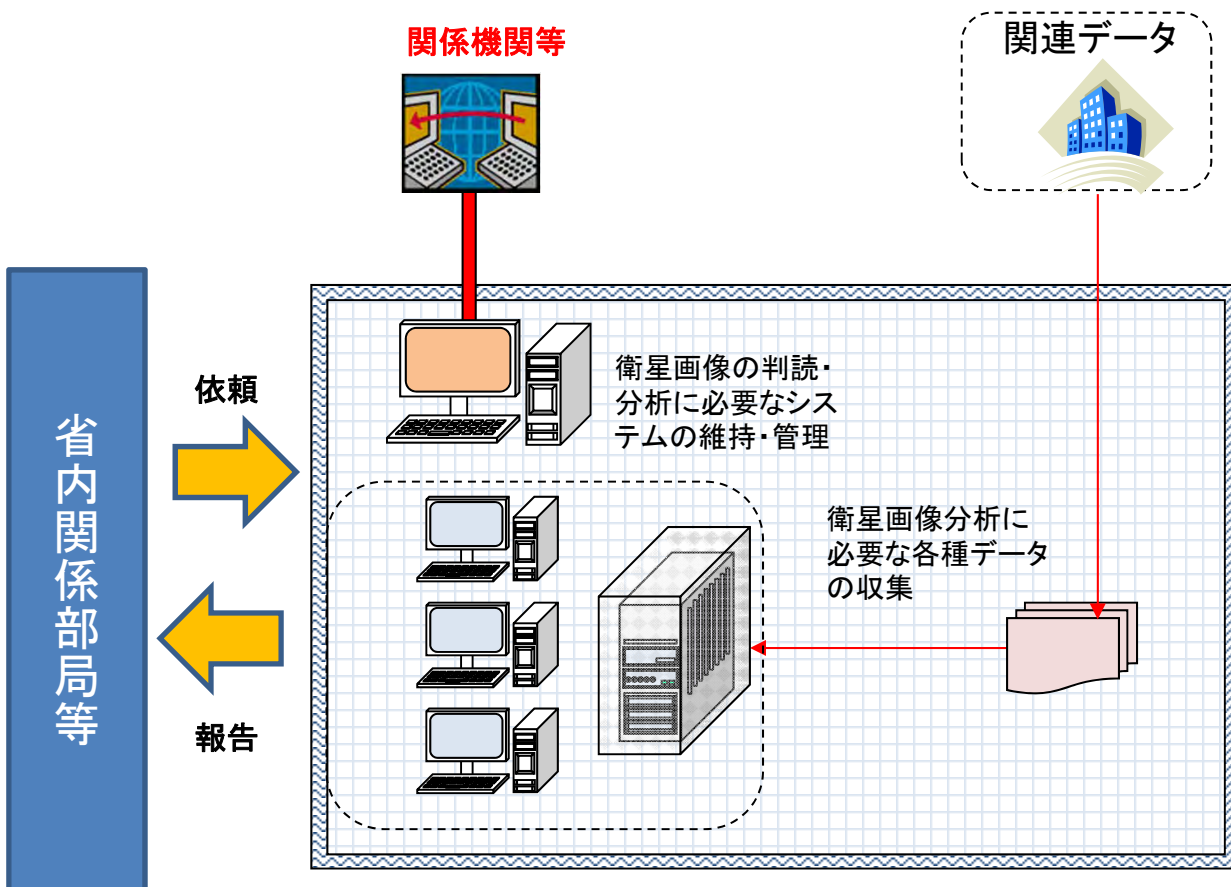 関係機関等
関連データ
衛星画像の判読・
分析に必要なシス
テムの維持・管理
依頼
省内関係部局等
衛星画像分析に
必要な各種データ
の収集
報告